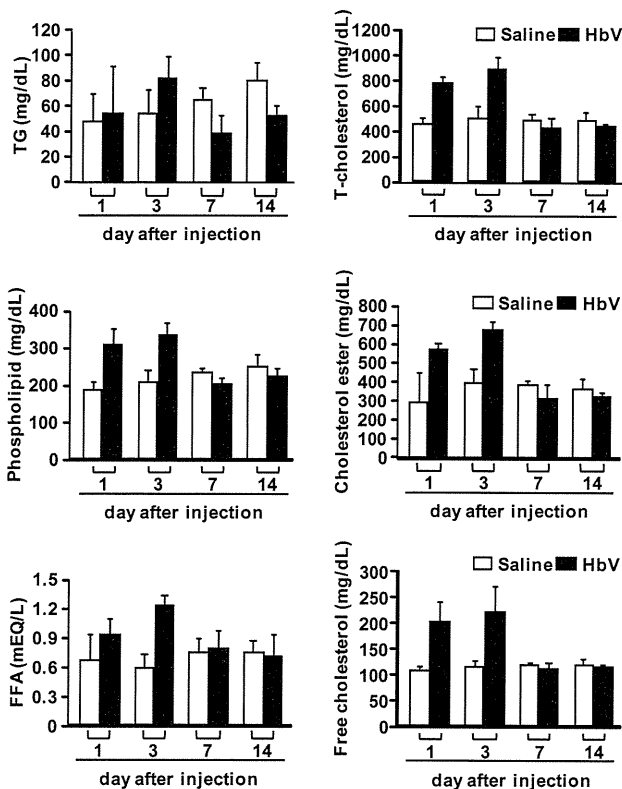 TG (mg/dL)
120
100
80
60
40
20
0
1 3 7 14
day after injection
T-cholesterol (mg/dL)
Saline HbV
1200
1000
800
600
400
200
0
1 3 7 14
day after injection
Phospholipid (mg/dL)
400
300
200
100
0
1 3 7 14
day after injection
Cholesterol ester (mg/dL)
Saline HbV
800
700
600
500
400
300
200
100
0
1 3 7 14
day after injection
FFA (mEQ/L)
1.5
1.2
0.9
0.6
0.3
0
1 3 7 14
day after injection
Free cholesterol (mg/dL)
Saline HbV
300
250
200
150
100
50
0
1 3 7 14
day after injection